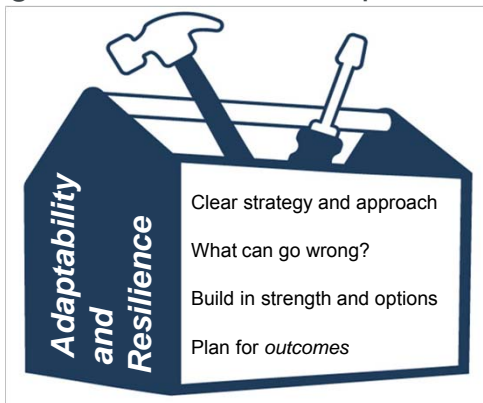 Adaptability
and
Resilience
Clear strategy and approach
What can go wrong?
Build in strength and options
Plan for outcomes